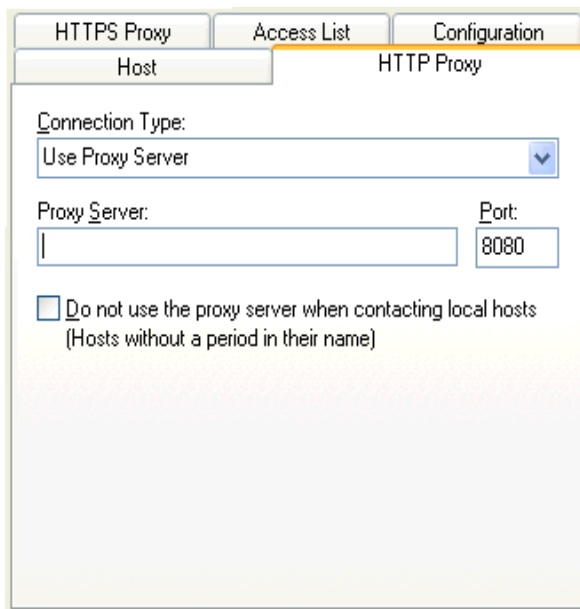 HTTPS Proxy
Access List
Configuration
Host
HTTP Proxy
Connection Type:
Use Proxy Server
Proxy Server:
Port:
8080
Do not use the proxy server when contacting local hosts
(Hosts without a period in their name)